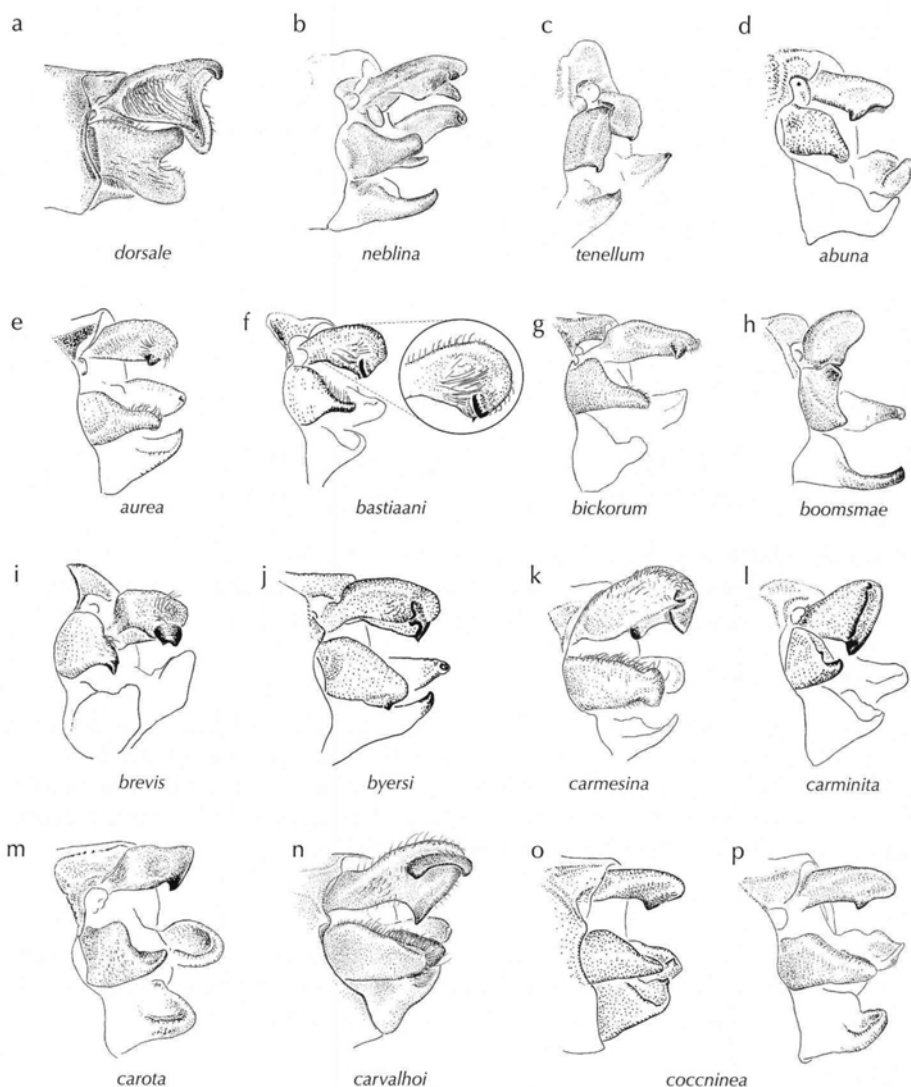 a b c d
dorsale neblina tenellum abuna
e f g h
aurea bastiaani bickorum boomsmae
i j k l
brevis byersi carmesina carminita
m n o p
carota carvalhoi coccninea